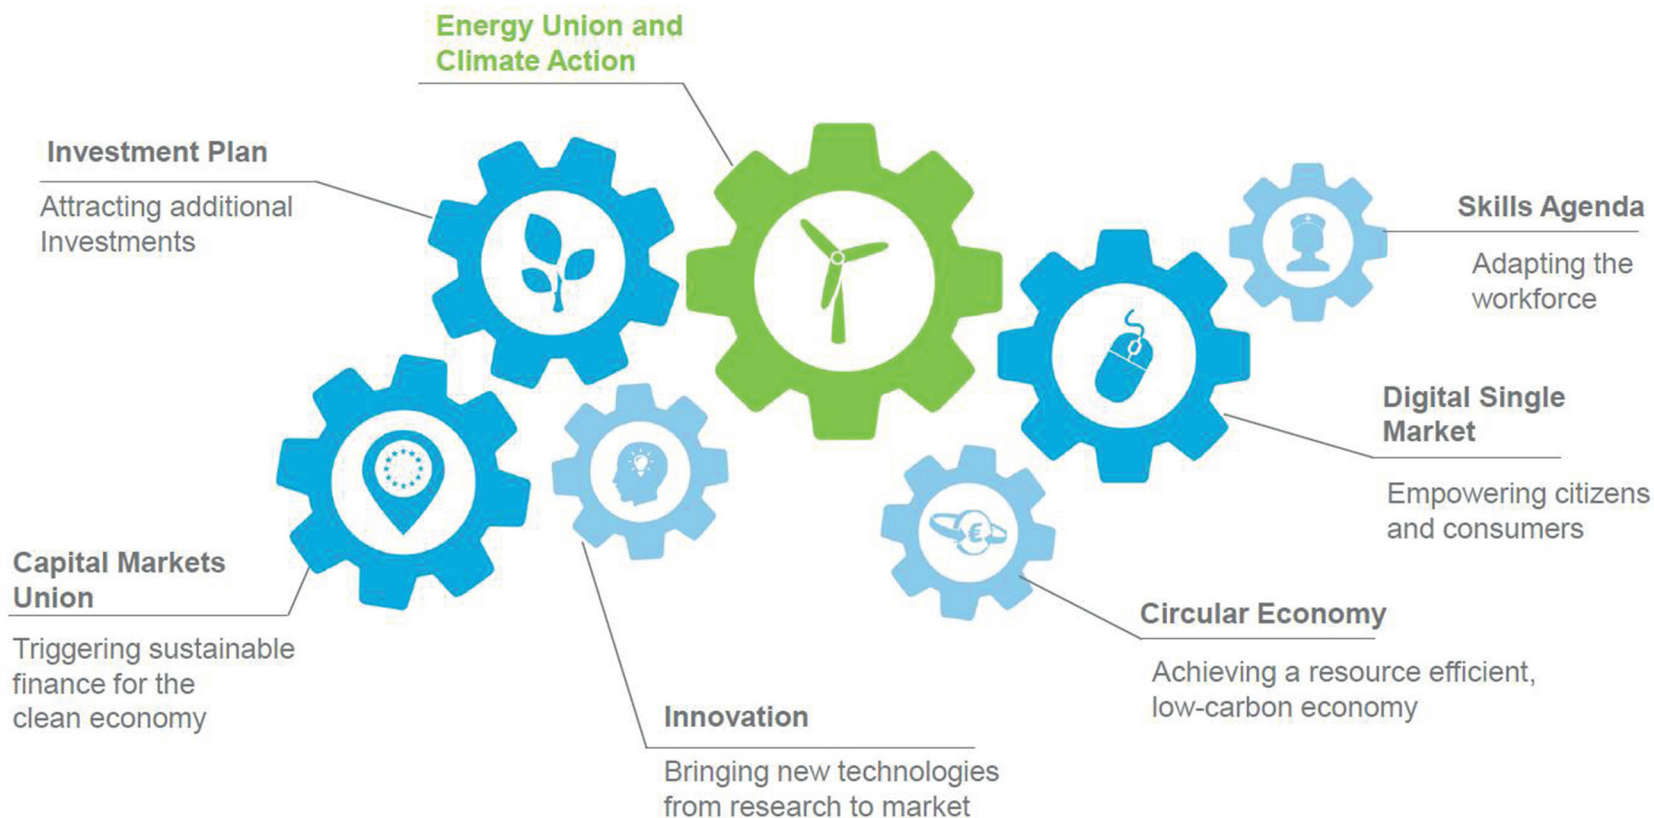 Energy Union and
Climate Action
Investment Plan
Attracting additional
Investments
Skills Agenda
Adapting the
workforce
Digital Single
Market
Empowering citizens
and consumers
Capital Markets
Union
Triggering sustainable
finance for the
clean economy
Circular Economy
Achieving a resource efficient,
low-carbon economy
Innovation
Bringing new technologies
from research to market
€